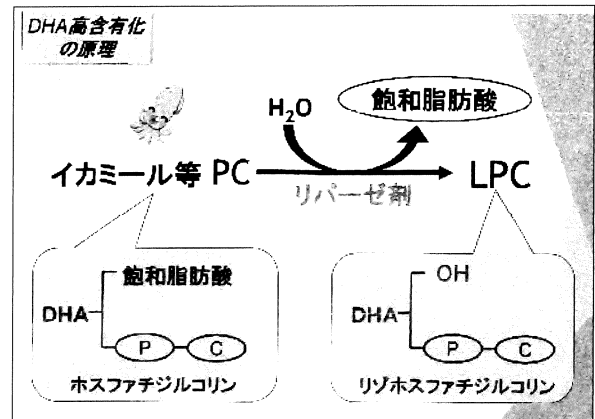 DHA高含有化
の原理
H₂O
飽和脂肪酸
イカミール等 PC
リパーゼ剤
LPC
飽和脂肪酸
DHA
P
C
ホスファチジルコリン
OH
DHA
P
C
リゾホスファチジルコリン